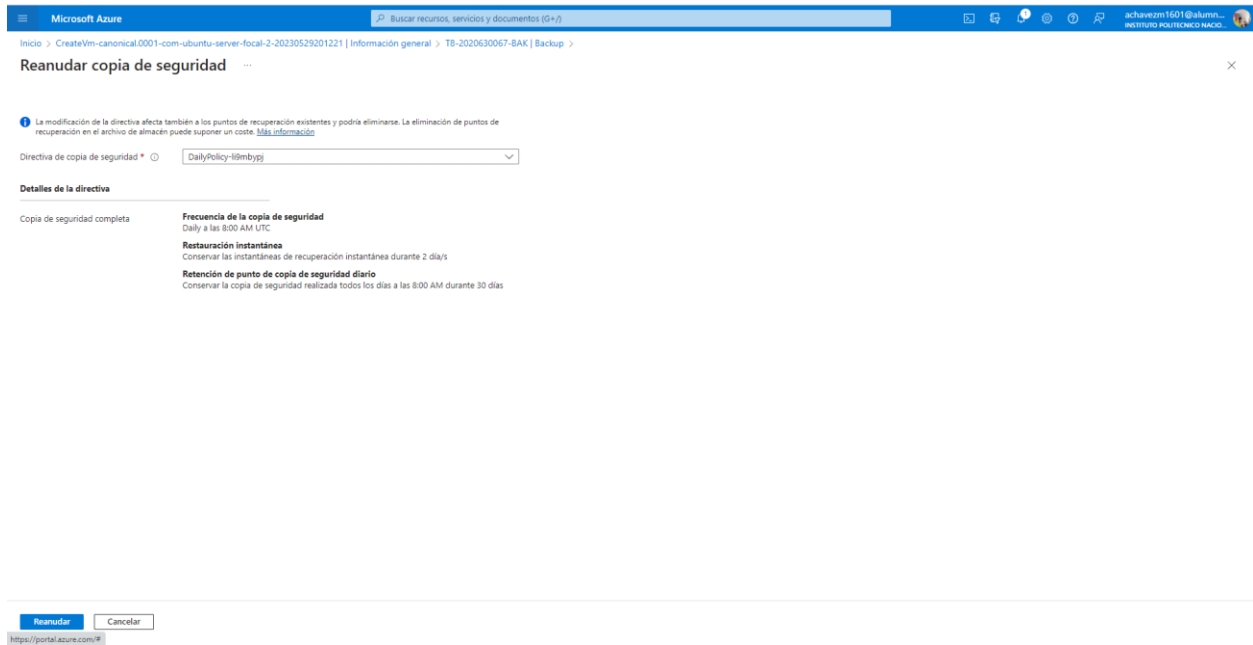 Microsoft Azure
Buscar recursos, servicios y documentos (G+/)
1
achavezm1601@alumn...
INSTITUTO POLITECNICO NACIO...
Inicio > CreateVm-canonical.0001-com-ubuntu-server-focal-2-20230529201221 | Información general > T8-2020630067-BAK | Backup >
Reanudar copia de seguridad ...
La modificación de la directiva afecta también a los puntos de recuperación existentes y podría eliminarse. La eliminación de puntos de
recuperación en el archivo de almacén puede suponer un coste. Más información
Directiva de copia de seguridad *
DailyPolicy-li9mbypj
Detalles de la directiva
Copia de seguridad completa
Frecuencia de la copia de seguridad
Daily a las 8:00 AM UTC
Restauración instantánea
Conservar las instantáneas de recuperación instantánea durante 2 día/s
Retención de punto de copia de seguridad diario
Conservar la copia de seguridad realizada todos los días a las 8:00 AM durante 30 días
Reanudar
Cancelar
https://portal.azure.com/#